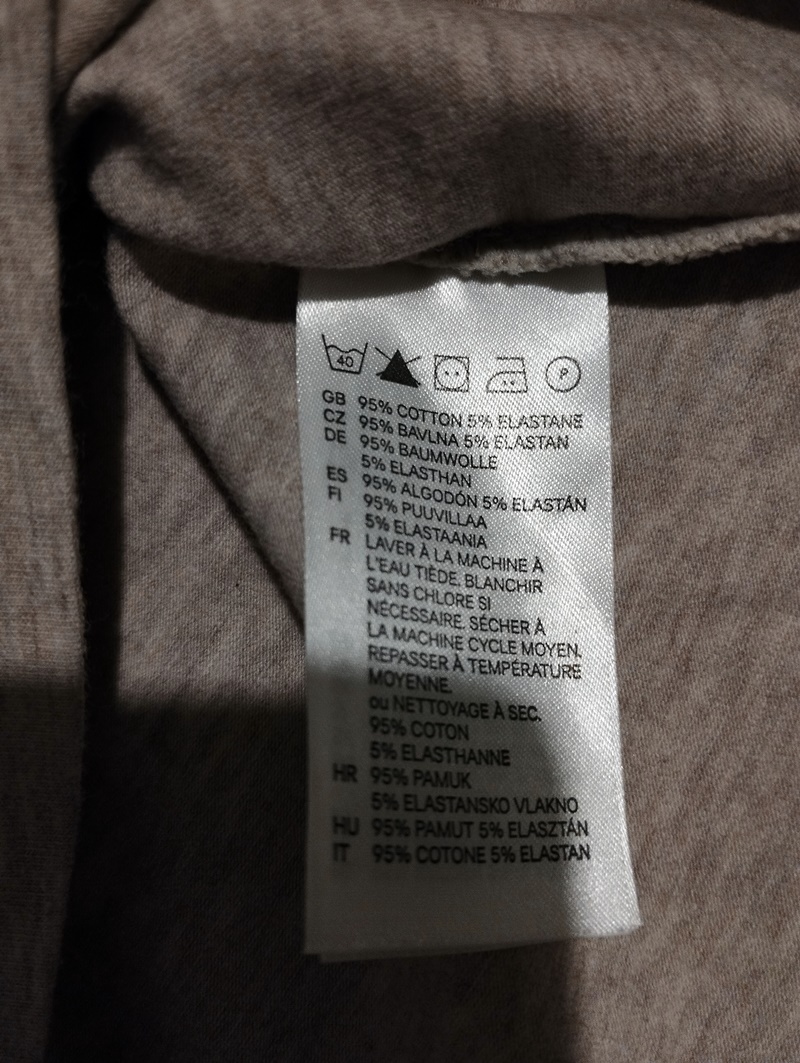 40
P
GB 95% COTTON 5% ELASTANE
CZ 95% BAVLNA 5% ELASTAN
DE 95% BAUMWOLLE
5% ELASTHAN
ES 95% ALGODÓN 5% ELASTÁN
FI 95% PUUVILLAA
5% ELASTAANIA
FR LAVER À LA MACHINE À
L'EAU TIÈDE. BLANCHIR
SANS CHLORE SI
NÉCESSAIRE. SÉCHER À
LA MACHINE CYCLE MOYEN.
REPASSER À TEMPÉRATURE
MOYENNE.
ou NETTOYAGE À SEC.
95% COTON
5% ELASTHANNE
HR 95% PAMUK
5% ELASTANSKO VLAKNO
HU 95% PAMUT 5% ELASZTÁN
IT 95% COTONE 5% ELASTAN